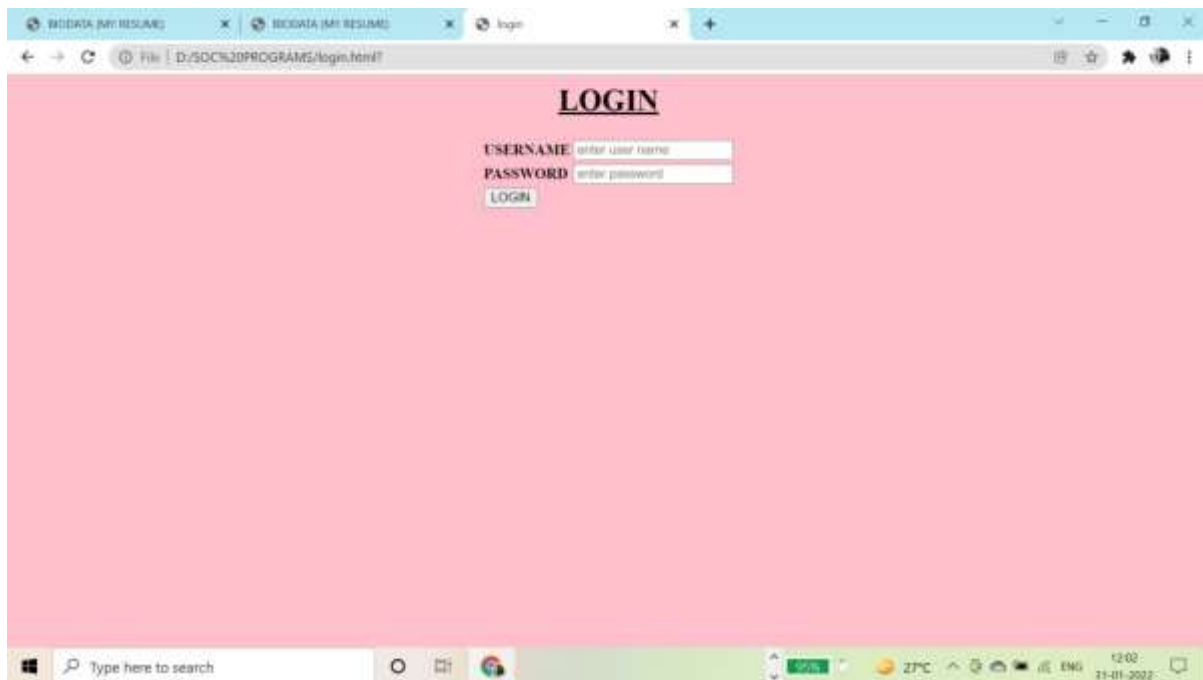 BIODATA (MY RESUME) BIODATA (MY RESUME) login
File D:/SOC%20PROGRAMS/login.html?
LOGIN
USERNAME enter user name
PASSWORD enter password
LOGIN
Type here to search 95% 27°C ENG 12:02
21-01-2022